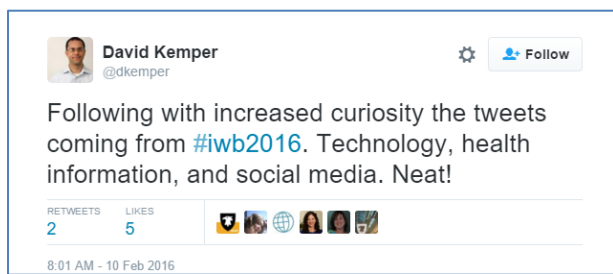 David Kemper
@dkemper
Follow
Following with increased curiosity the tweets
coming from #iwb2016. Technology, health
information, and social media. Neat!
RETWEETS LIKES
2 5
8:01 AM - 10 Feb 2016